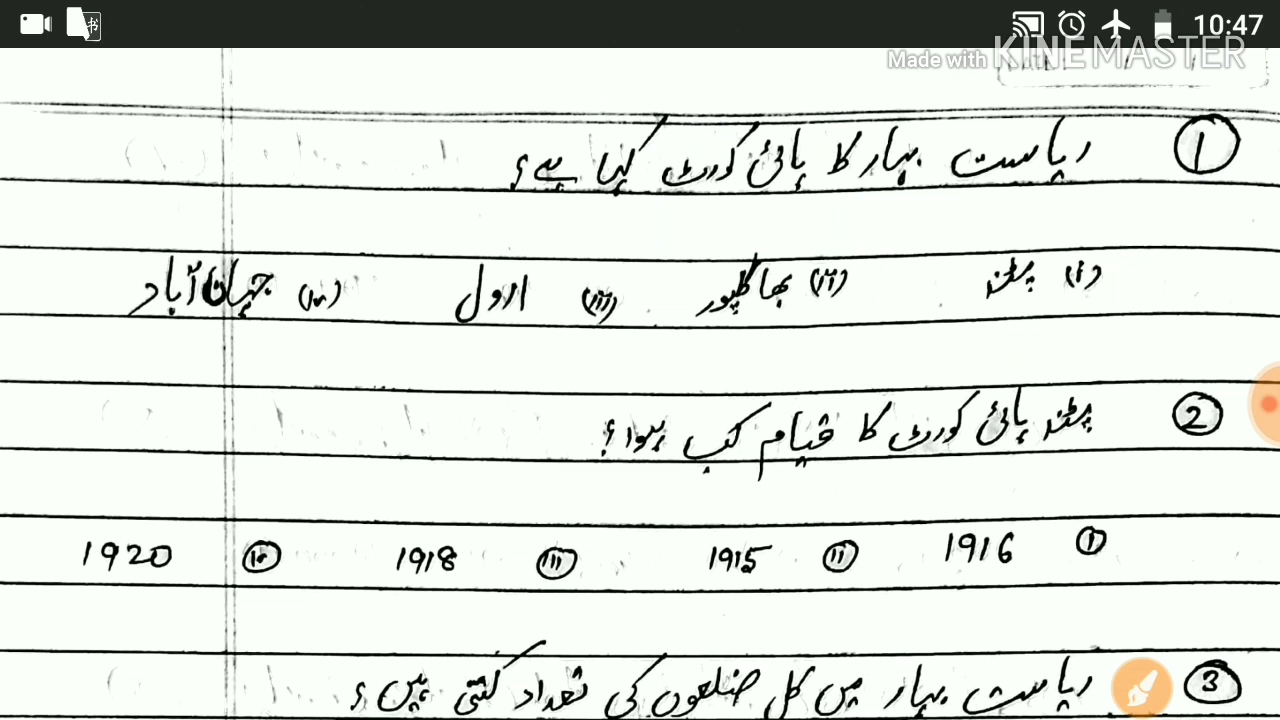 10:47
Made with KINEMASTER
① ریاست بہار کا ہائی کورٹ کہا ہے؟
(i) پٹنہ (ii) بھاگلپور (iii) ارول (iv) جہان آباد
② پٹنہ ہائی کورٹ کا قیام کب ہوا؟
(i) 1916 (ii) 1915 (iii) 1918 (iv) 1920
③ ریاست بہار میں کل ضلعوں کی تعداد کتنی ہیں؟